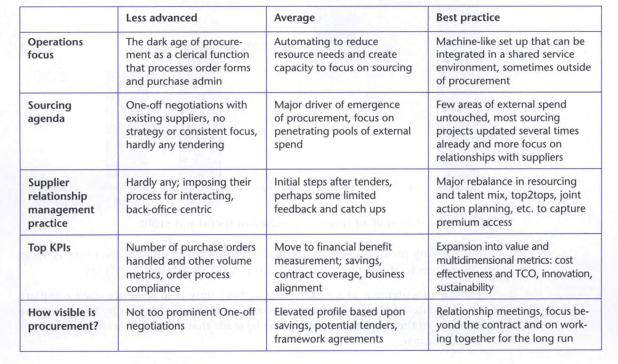 Less advanced
Average
Best practice
Operations
focus
The dark age of procure-
ment as a clerical function
that processes order forms
and purchase admin
Automating to reduce
resource needs and create
capacity to focus on sourcing
Machine-like set up that can be
integrated in a shared service
environment, sometimes outside
of procurement
Sourcing
agenda
One-off negotiations with
existing suppliers, no
strategy or consistent focus,
hardly any tendering
Major driver of emergence
of procurement, focus on
penetrating pools of external
spend
Few areas of external spend
untouched, most sourcing
projects updated several times
already and more focus on
relationships with suppliers
Supplier
relationship
management
practice
Hardly any; imposing their
process for interacting,
back-office centric
Initial steps after tenders,
perhaps some limited
feedback and catch ups
Major rebalance in resourcing
and talent mix, top2tops, joint
action planning, etc. to capture
premium access
Top KPIs
Number of purchase orders
handled and other volume
metrics, order process
compliance
Move to financial benefit
measurement; savings,
contract coverage, business
alignment
Expansion into value and
multidimensional metrics: cost
effectiveness and TCO, innovation,
sustainability
How visible is
procurement?
Not too prominent One-off
negotiations
Elevated profile based upon
savings, potential tenders,
framework agreements
Relationship meetings, focus be-
yond the contract and on wor-
king together for the long run